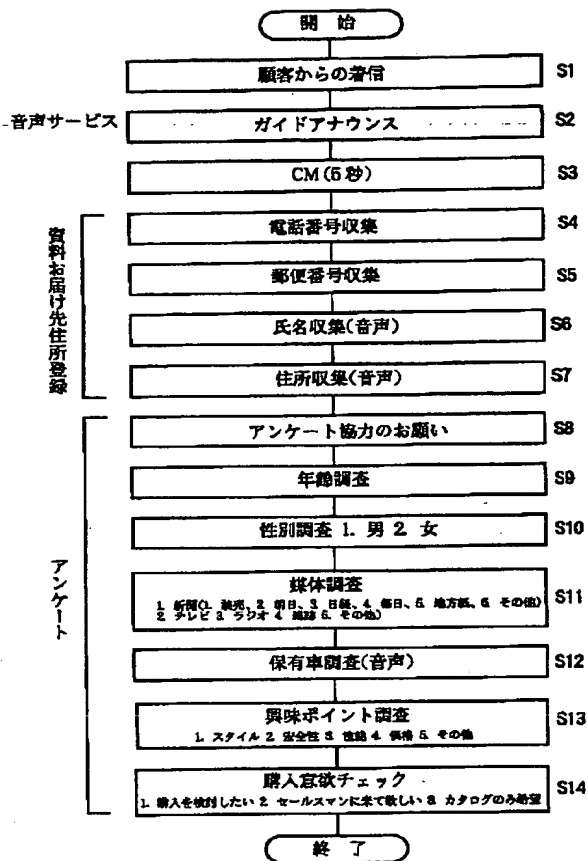 開 始
顧客からの着信 S1
音声サービス ガイドアナウンス S2
CM(5秒) S3
資料お届け先住所登録
電話番号収集 S4
郵便番号収集 S5
氏名収集(音声) S6
住所収集(音声) S7
アンケート
アンケート協力のお願い S8
年齢調査 S9
性別調査 1. 男 2. 女 S10
媒体調査 S11
1. 新聞(1. 読売、2. 朝日、3. 日経、4. 毎日、5. 地方紙、6. その他)
2. テレビ 3. ラジオ 4. 雑誌 5. その他)
保有車調査(音声) S12
興味ポイント調査 S13
1. スタイル 2. 安全性 3. 性能 4. 価格 5. その他
購入意欲チェック S14
1. 購入を検討したい 2. セールスマンに来て欲しい 3. カタログのみ希望
終 了